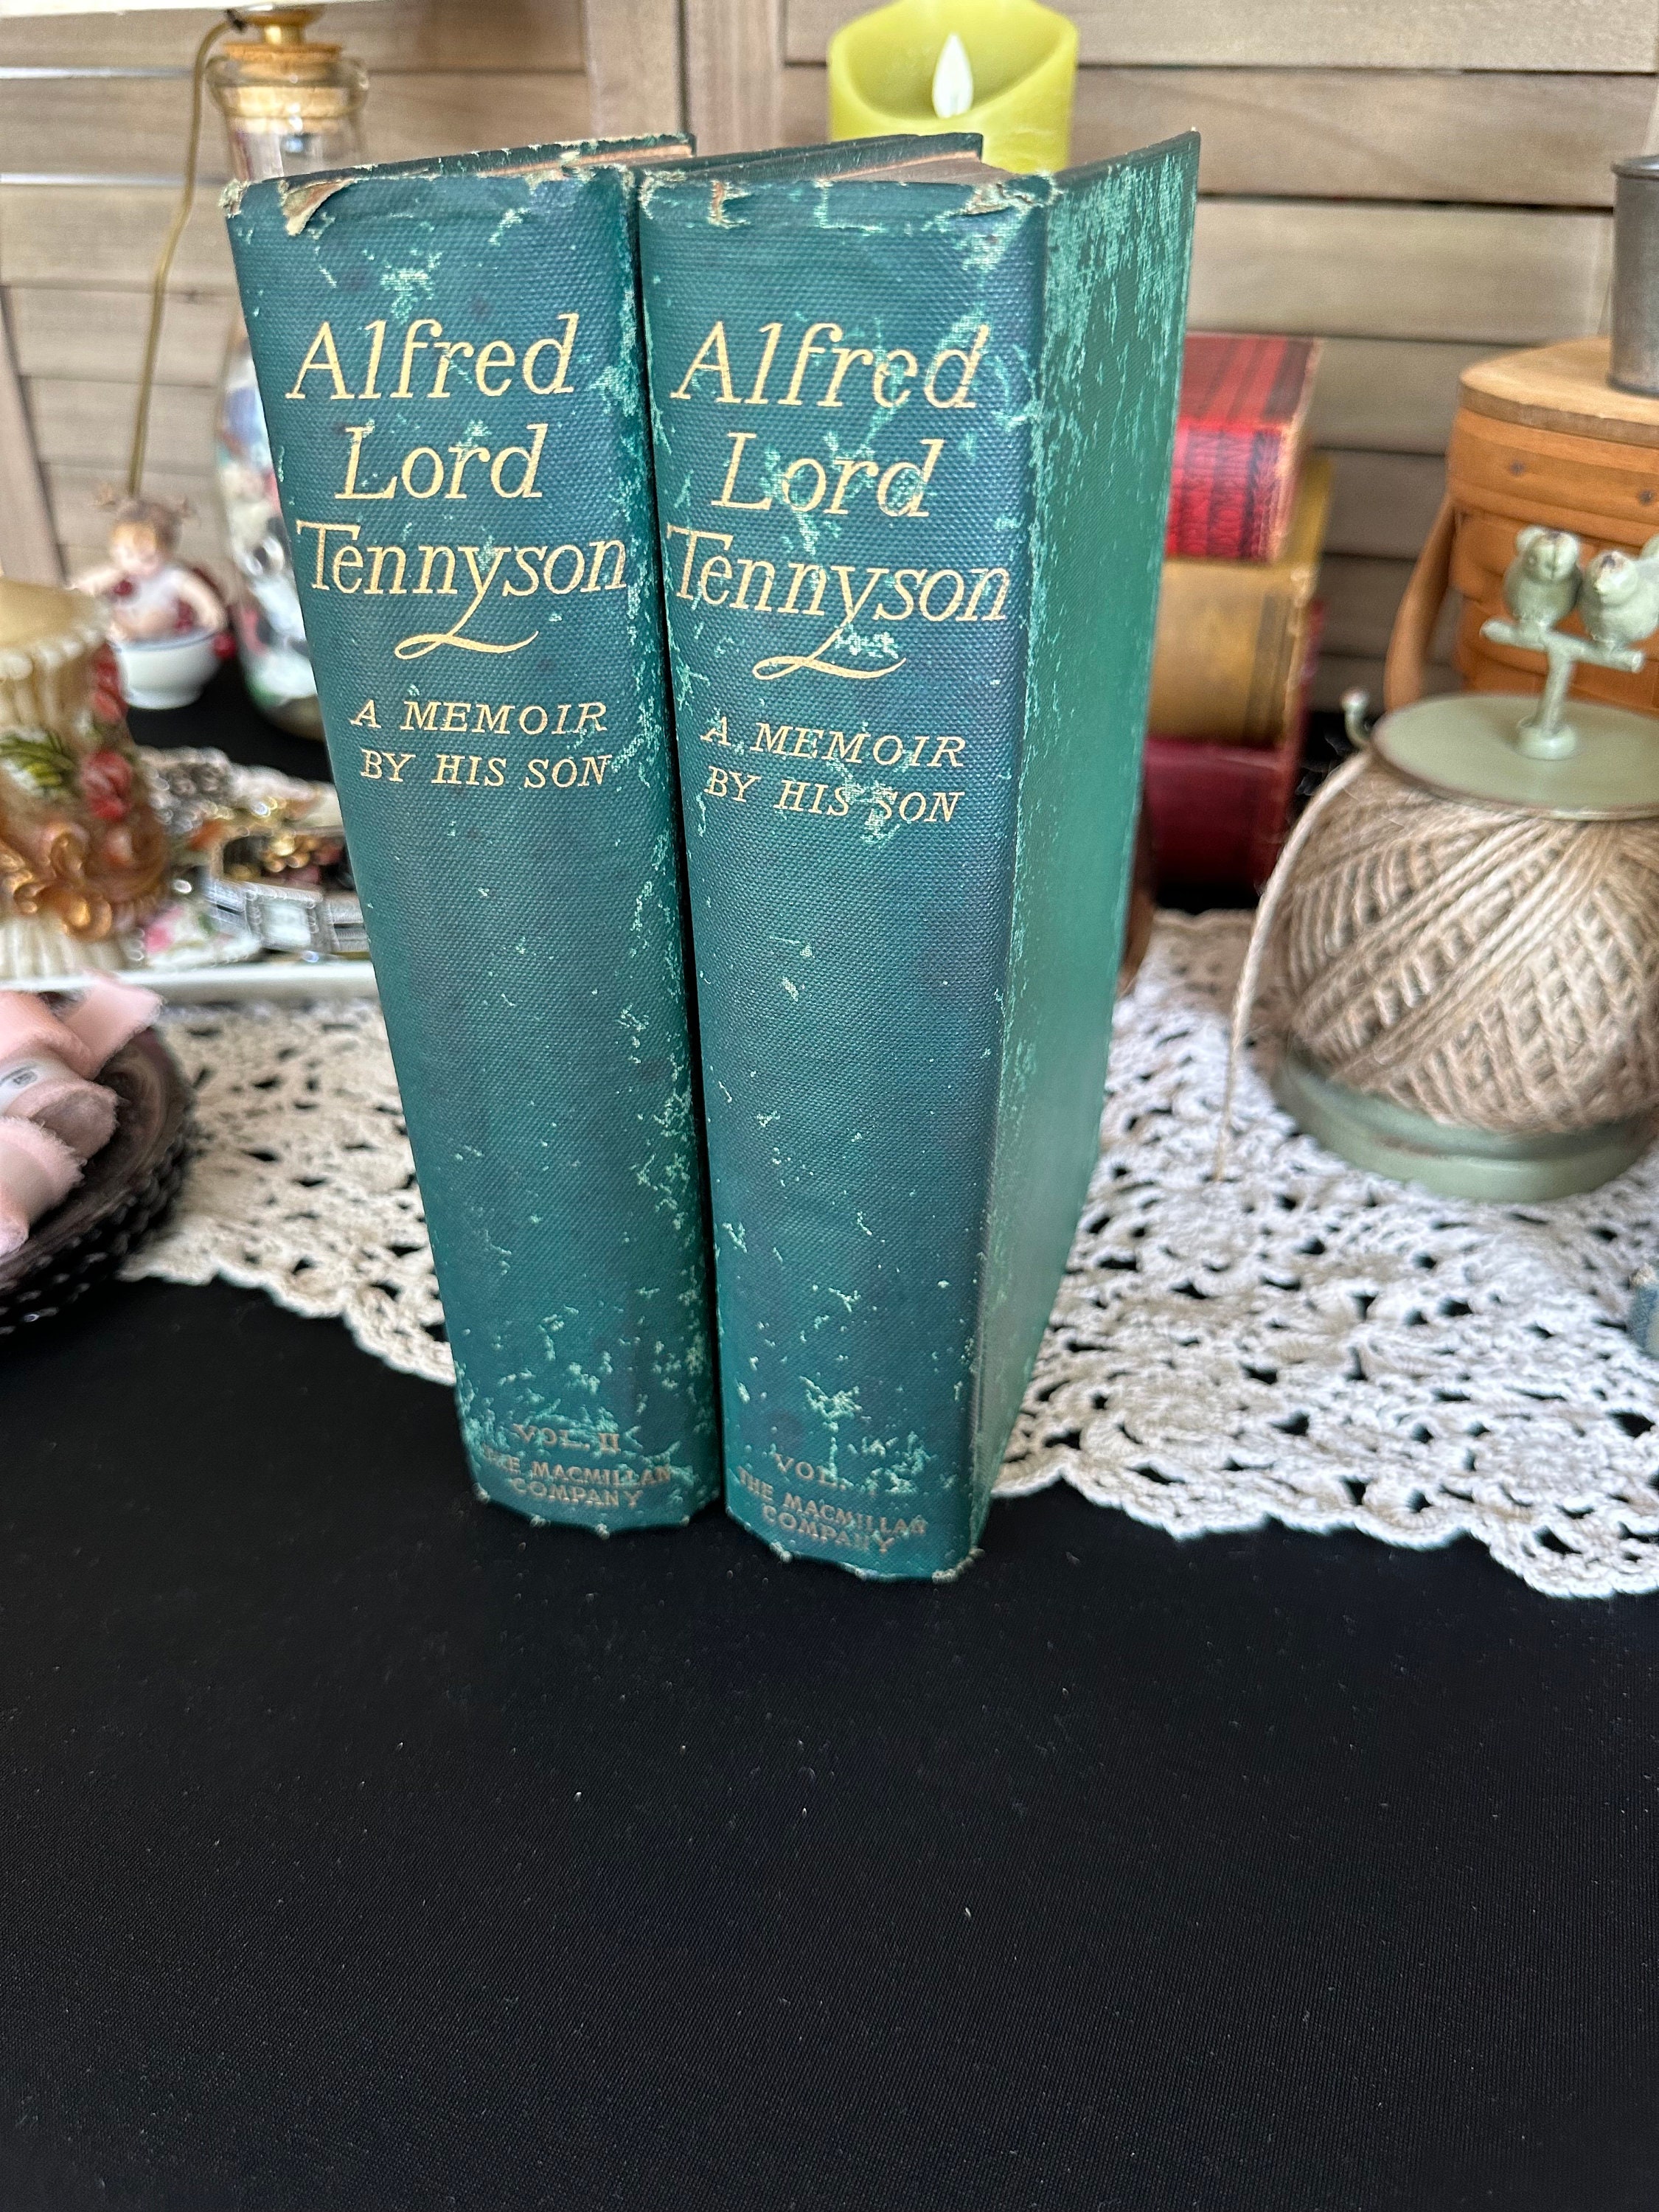 Alfred
Lord
Tennyson
A MEMOIR
BY HIS SON
VOL. II
THE MACMILLAN
COMPANY
Alfred
Lord
Tennyson
A MEMOIR
BY HIS SON
VOL.
THE MACMILLAN
COMPANY